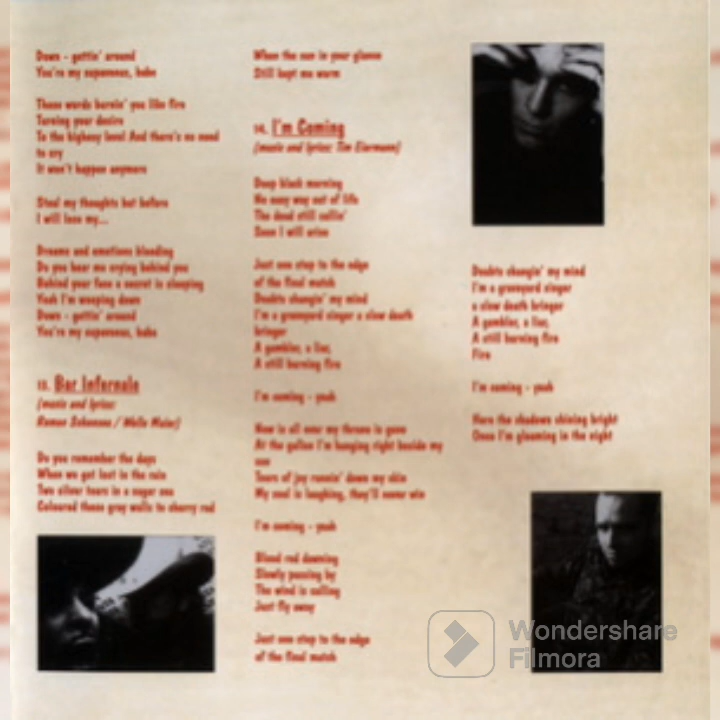 Down - gettin' around
You're my suponovus, babe
These words burnin' you like fire
Turning your desire
To the highest level And there's no need
to cry
It won't happen anymore
Steal my thoughts but before
I will lose my...
Dreams and emotions bleeding
Do you hear me crying behind you
Behind your face a secret is sleeping
Yeah I'm weeping down
Down - gettin' around
You're my
13. Bar Infernale
(music and lyrics:
Do you remember the days
When we got lost in the rain
Two silver tears in a sugar sea
Coloured these grey walls to cherry red
When the sun in your glance
Still kept me warm
14. I'm Coming
(music and lyrics: Tim Eiermann)
Deep black morning
No easy way out of life
The dead still callin'
Soon I will arise
Just one step to the edge
of the final match
Doubts changin' my mind
I'm a graveyard singer a slow death
bringer
A gambler, a liar,
A still burning fire
I'm coming - yeah
Now is all over my throne is gone
At the gallon I'm hanging right beside my
son
Tears of joy runnin' down my skin
My soul is laughing, they'll never win
I'm coming - yeah
Blood red dawning
Slowly passing by
The wind is calling
Just fly away
Just one step to the edge
of the final match
Doubts changin' my mind
I'm a graveyard singer
a slow death bringer
A gambler, a liar,
A still burning fire
Fire
I'm coming - yeah
Here the shadows shining bright
Once I'm gleaming in the night
Wondershare
Filmora